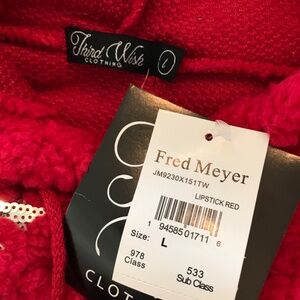 Third Wish
CLOTHING
L
Fred Meyer
JM9230X151TW
LIPSTICK RED
1 94585 01711 6
Size: L
978 533
Class Sub Class
CLOTH